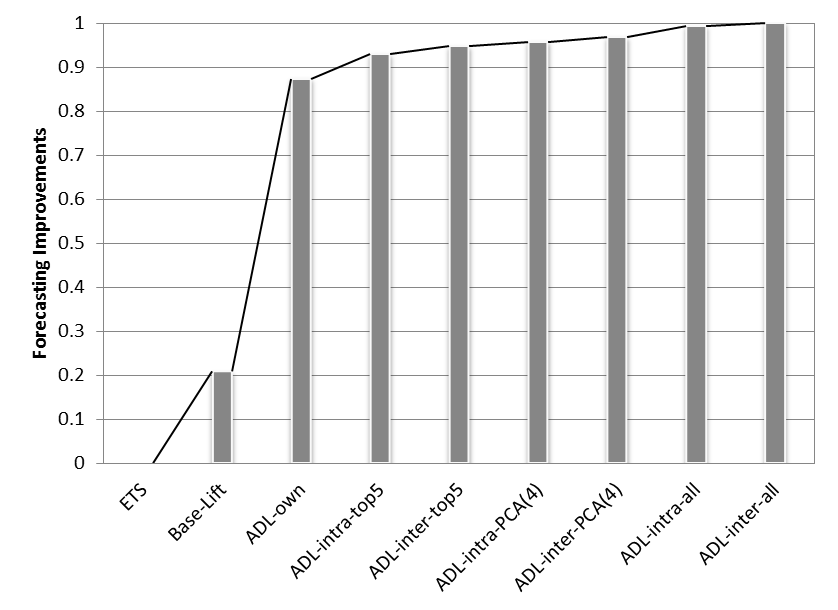 1
0.9
0.8
0.7
0.6
0.5
0.4
0.3
0.2
0.1
0
Forecasting Improvements
ETS
Base-Lift
ADL-own
ADL-intra-top5
ADL-inter-top5
ADL-intra-PCA(4)
ADL-inter-PCA(4)
ADL-intra-all
ADL-inter-all